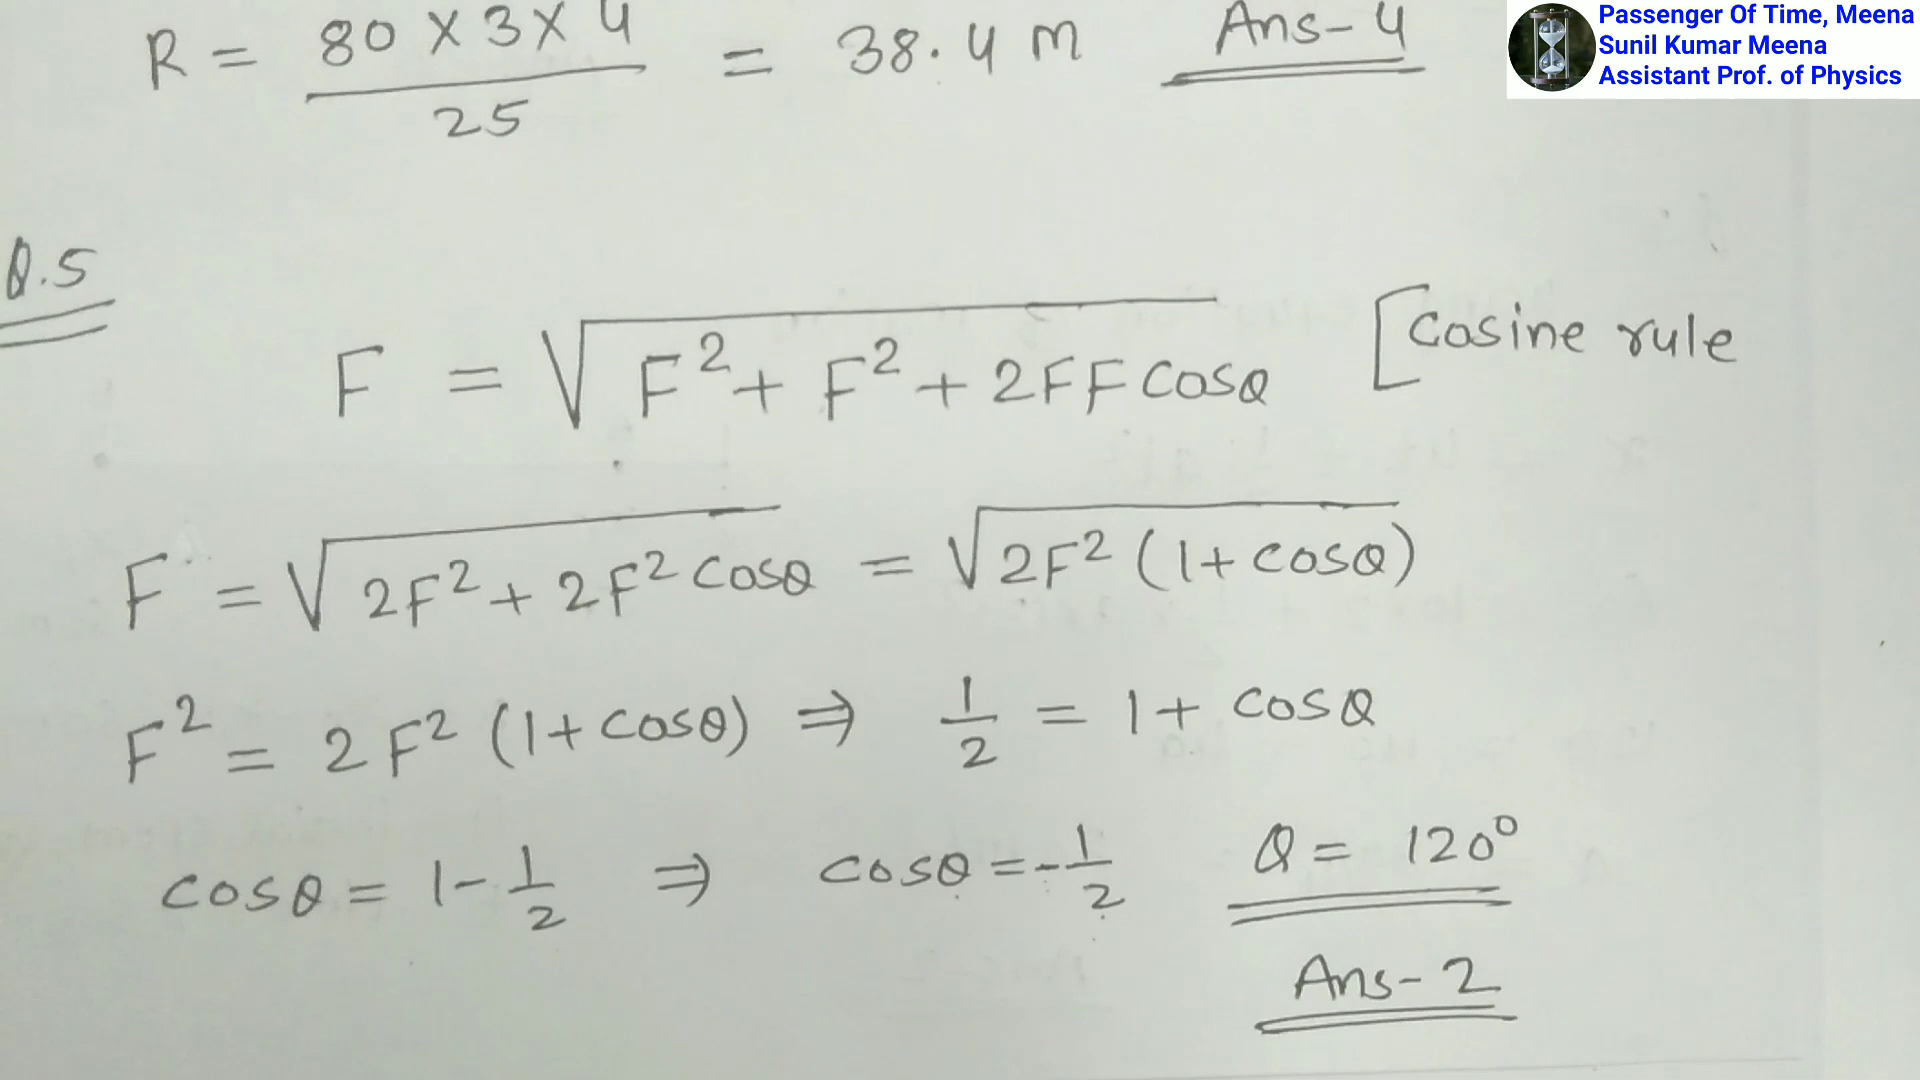 R = 80 × 3 × 4 / 25 = 38.4 m Ans-4
Passenger Of Time, Meena
Sunil Kumar Meena
Assistant Prof. of Physics
Q.5
F = √F² + F² + 2FF cosθ [cosine rule
F = √2F² + 2F² cosθ = √2F² (1 + cosθ)
F² = 2F² (1 + cosθ) ⇒ 1/2 = 1 + cosθ
cosθ = 1 - 1/2 ⇒ cosθ = -1/2 θ = 120°
Ans-2